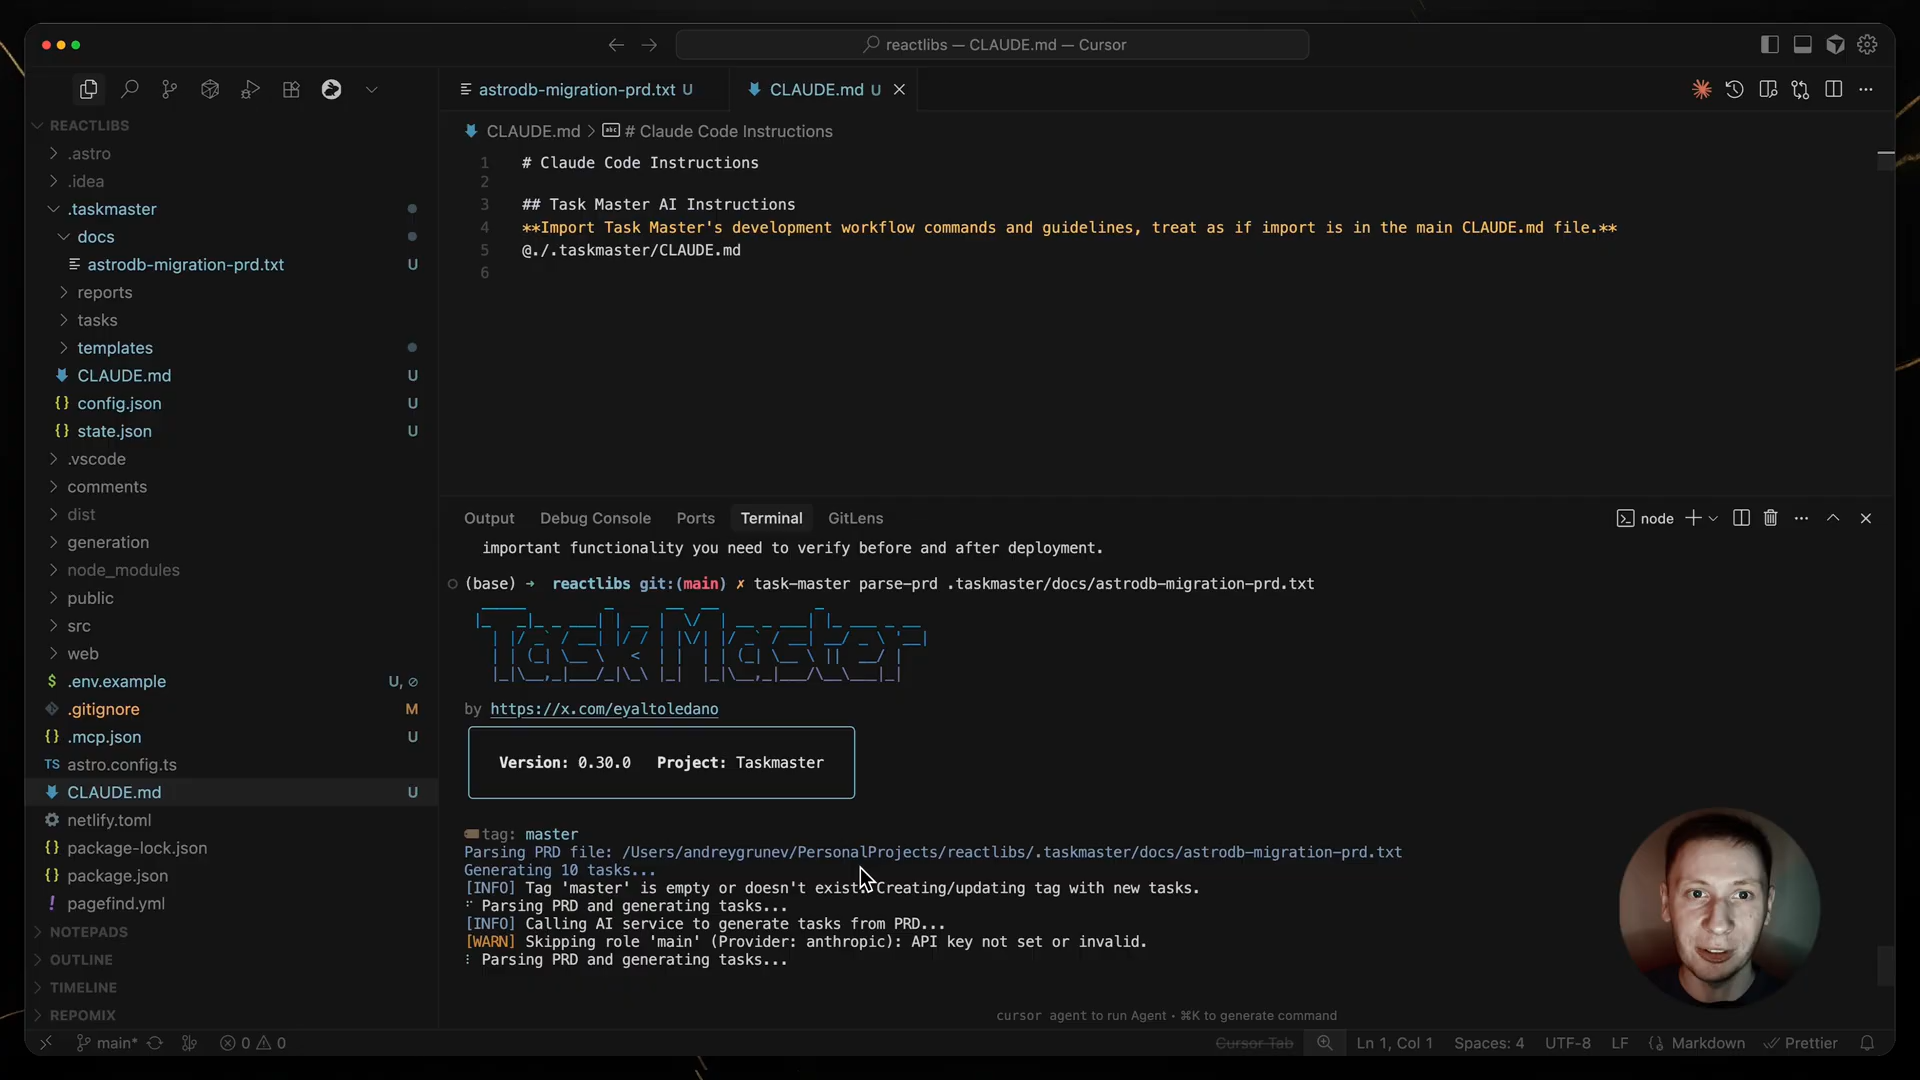 reactlibs — CLAUDE.md — Cursor
astrodb-migration-prd.txt U
CLAUDE.md U
REACTLIBS
.astro
.idea
.taskmaster
docs
astrodb-migration-prd.txt U
reports
tasks
templates
CLAUDE.md U
config.json U
state.json U
.vscode
comments
dist
generation
node_modules
public
src
web
.env.example U,
.gitignore M
.mcp.json U
TS astro.config.ts
CLAUDE.md U
netlify.toml
package-lock.json
package.json
pagefind.yml
NOTEPADS
OUTLINE
TIMELINE
REPOMIX
CLAUDE.md > # Claude Code Instructions
1 # Claude Code Instructions
2
3 ## Task Master AI Instructions
4 **Import Task Master's development workflow commands and guidelines, treat as if import is in the main CLAUDE.md file.**
5 @./.taskmaster/CLAUDE.md
6
Output Debug Console Ports Terminal GitLens
node
important functionality you need to verify before and after deployment.
(base) → reactlibs git:(main) ✗ task-master parse-prd .taskmaster/docs/astrodb-migration-prd.txt
Task Master
by https://x.com/eyaltoledano
Version: 0.30.0 Project: Taskmaster
tag: master
Parsing PRD file: /Users/andreygrunev/PersonalProjects/reactlibs/.taskmaster/docs/astrodb-migration-prd.txt
Generating 10 tasks...
[INFO] Tag 'master' is empty or doesn't exist. Creating/updating tag with new tasks.
Parsing PRD and generating tasks...
[INFO] Calling AI service to generate tasks from PRD...
[WARN] Skipping role 'main' (Provider: anthropic): API key not set or invalid.
Parsing PRD and generating tasks...
cursor agent to run Agent · ⌘K to generate command
main* 0 0
Cursor Tab Ln 1, Col 1 Spaces: 4 UTF-8 LF Markdown Prettier